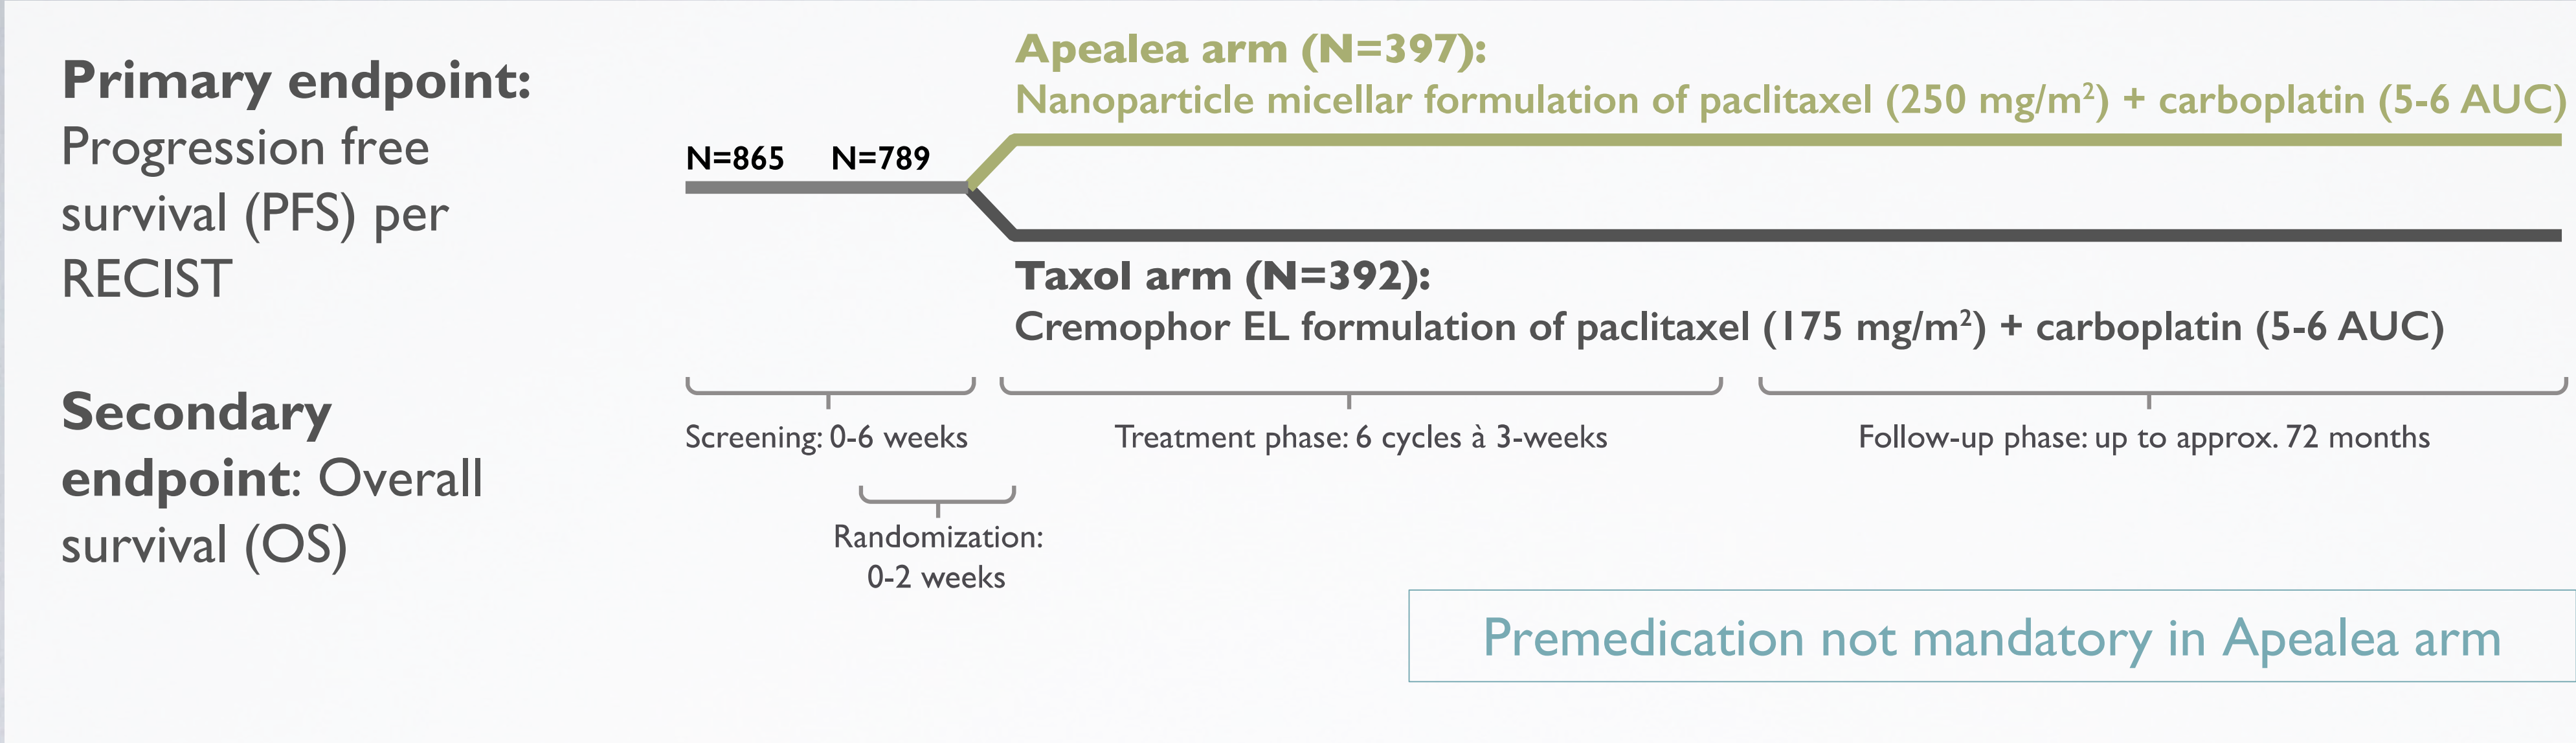 Primary endpoint:
Progression free
survival (PFS) per
RECIST
Secondary
endpoint: Overall
survival (OS)
Apealea arm (N=397):
Nanoparticle micellar formulation of paclitaxel (250 mg/m²) + carboplatin (5-6 AUC)
N=865 N=789
Taxol arm (N=392):
Cremophor EL formulation of paclitaxel (175 mg/m²) + carboplatin (5-6 AUC)
Screening: 0-6 weeks
Treatment phase: 6 cycles à 3-weeks
Follow-up phase: up to approx. 72 months
Randomization:
0-2 weeks
Premedication not mandatory in Apealea arm